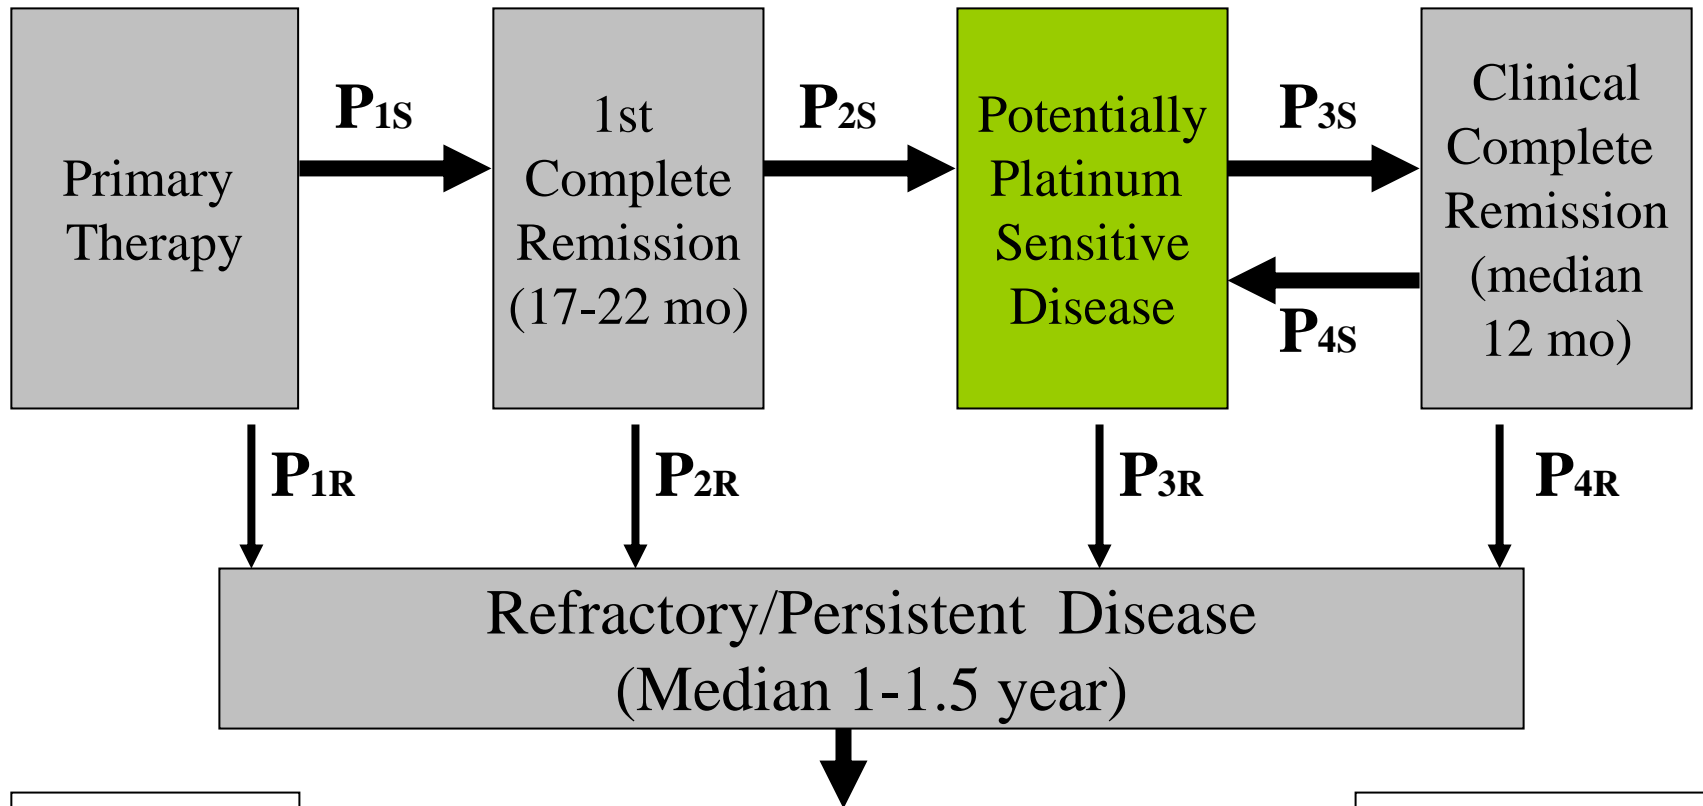 Primary
Therapy
P1S
1st
Complete
Remission
(17-22 mo)
P2S
Potentially
Platinum
Sensitive
Disease
P3S
P4S
Clinical
Complete
Remission
(median
12 mo)
P1R
P2R
P3R
P4R
Refractory/Persistent Disease
(Median 1-1.5 year)